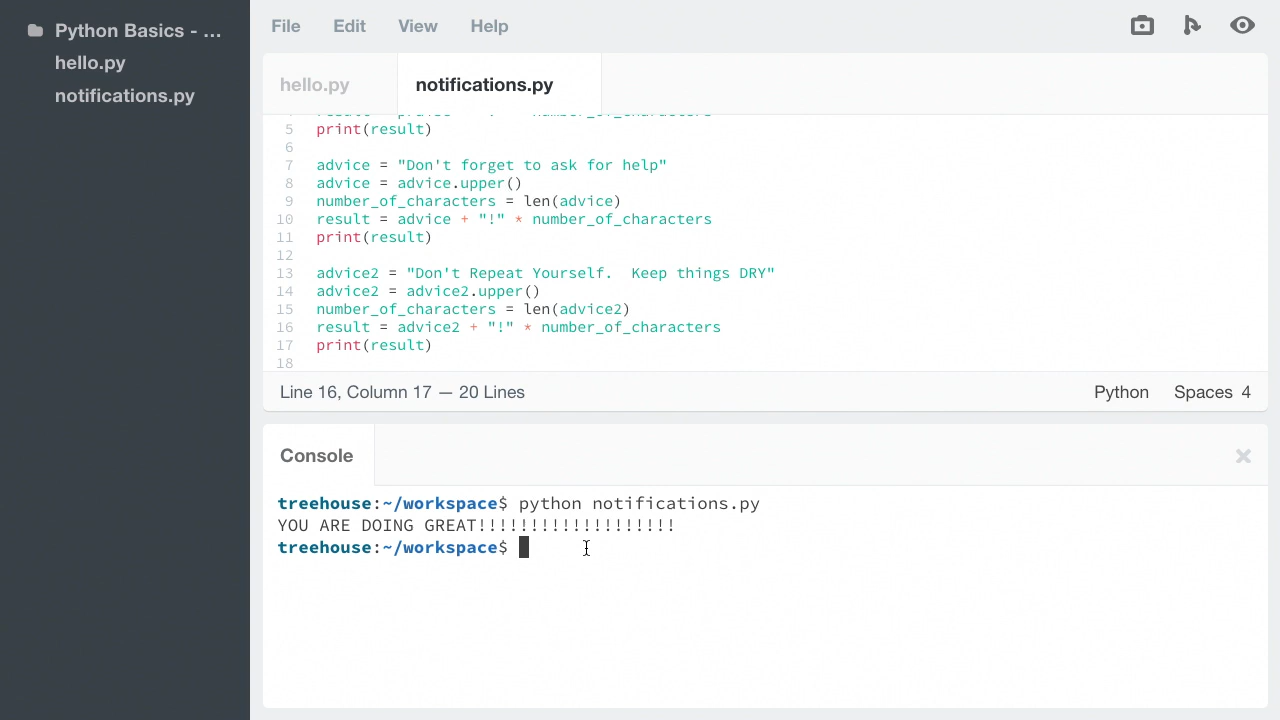 Python Basics - ...
hello.py
notifications.py
File Edit View Help
hello.py notifications.py
5 print(result)
6
7 advice = "Don't forget to ask for help"
8 advice = advice.upper()
9 number_of_characters = len(advice)
10 result = advice + "!" * number_of_characters
11 print(result)
12
13 advice2 = "Don't Repeat Yourself.  Keep things DRY"
14 advice2 = advice2.upper()
15 number_of_characters = len(advice2)
16 result = advice2 + "!" * number_of_characters
17 print(result)
18
Line 16, Column 17 — 20 Lines Python Spaces 4
Console
treehouse:~/workspace$ python notifications.py
YOU ARE DOING GREAT!!!!!!!!!!!!!!!!!!!
treehouse:~/workspace$